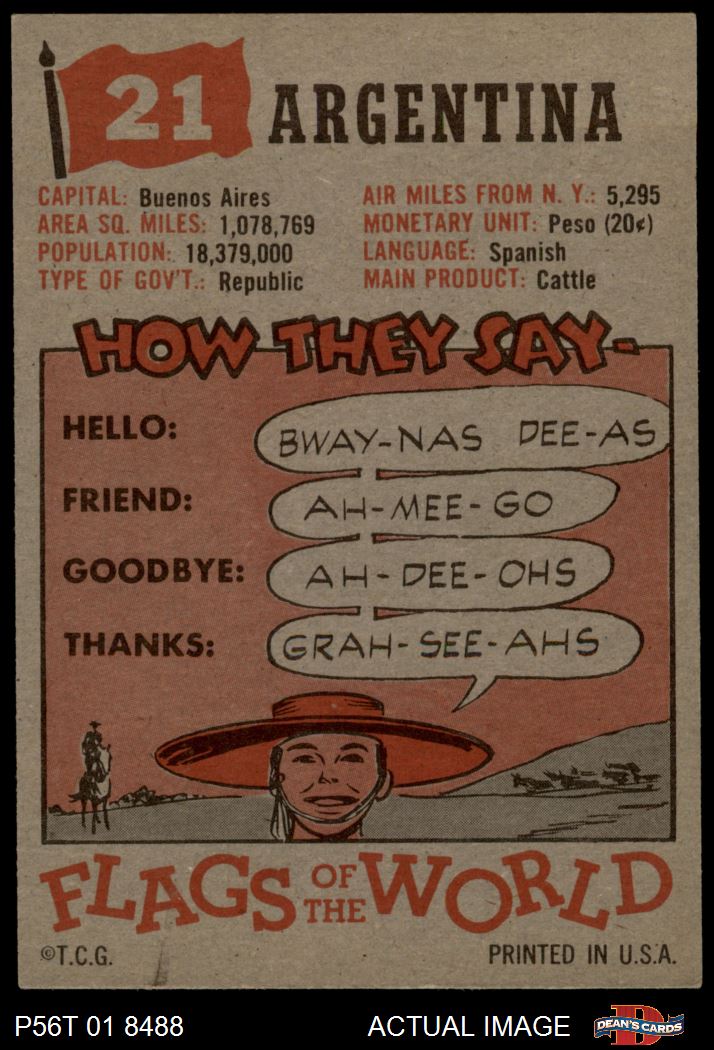 21 ARGENTINA
CAPITAL: Buenos Aires
AREA SQ. MILES: 1,078,769
POPULATION: 18,379,000
TYPE OF GOV'T.: Republic
AIR MILES FROM N. Y.: 5,295
MONETARY UNIT: Peso (20¢)
LANGUAGE: Spanish
MAIN PRODUCT: Cattle
HOW THEY SAY-
HELLO: BWAY-NAS DEE-AS
FRIEND: AH-MEE-GO
GOODBYE: AH-DEE-OHS
THANKS: GRAH-SEE-AHS
FLAGS OF THE WORLD
©T.C.G. PRINTED IN U.S.A.
P56T 01 8488 ACTUAL IMAGE D DEAN'S CARDS